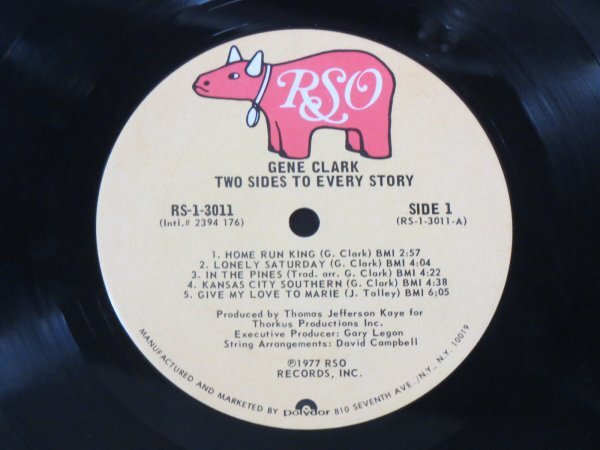 RSO
GENE CLARK
TWO SIDES TO EVERY STORY
RS-1-3011
(Intl.# 2394 176)
SIDE 1
(RS-1-3011-A)
1. HOME RUN KING (G. Clark) BMI 2:57
2. LONELY SATURDAY (G. Clark) BMI 4:04
3. IN THE PINES (Trad. arr. G. Clark) BMI 4:22
4. KANSAS CITY SOUTHERN (G. Clark) BMI 4:38
5. GIVE MY LOVE TO MARIE (J. Talley) BMI 6:05
Produced by Thomas Jefferson Kaye for
Thorkus Productions Inc.
Executive Producer: Gary Legon
String Arrangements: David Campbell
℗1977 RSO
RECORDS, INC.
MANUFACTURED AND MARKETED BY polydor 810 SEVENTH AVE./N.Y., N.Y. 10019